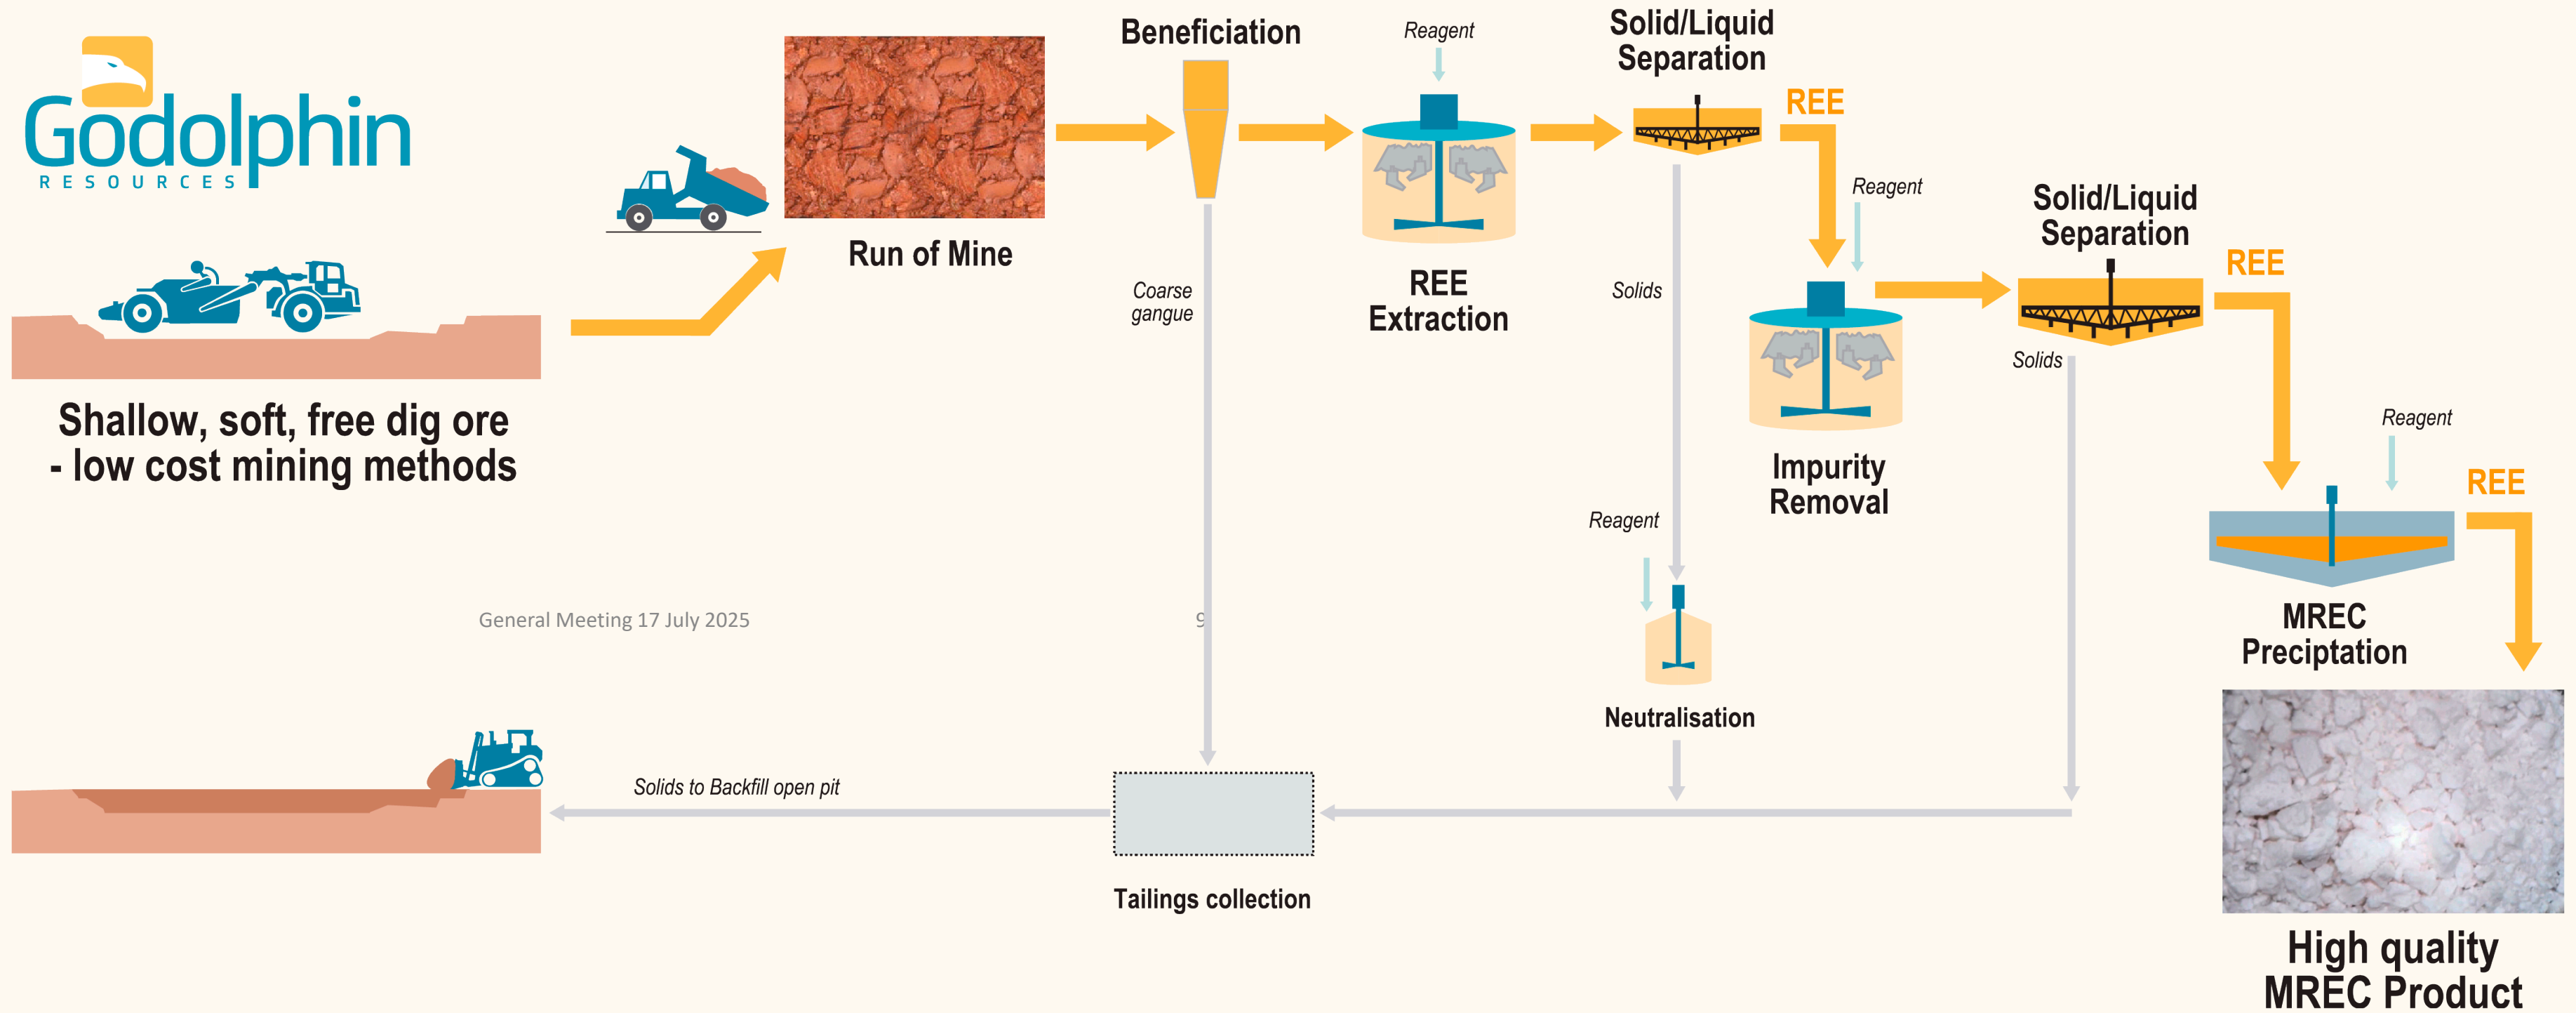 Godolphin
RESOURCES
Shallow, soft, free dig ore
- low cost mining methods
Run of Mine
Beneficiation
Coarse
gangue
Reagent
REE
Extraction
Solid/Liquid
Separation
REE
Solids
Reagent
Impurity
Removal
Solid/Liquid
Separation
REE
Solids
Reagent
REE
MREC
Preciptation
High quality
MREC Product
Reagent
Neutralisation
General Meeting 17 July 2025
9
Solids to Backfill open pit
Tailings collection